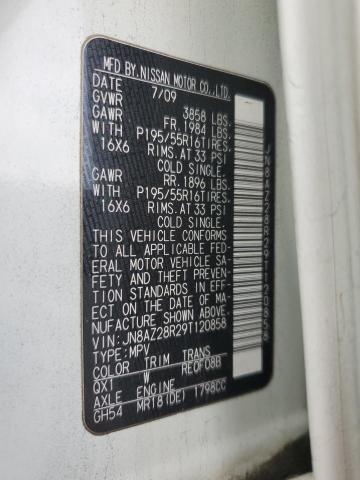 MFD BY.NISSAN MOTOR CO.,LTD.
DATE 7/09
GVWR 3858 LBS.
GAWR FR.1984 LBS.
WITH P195/55R16TIRES.
16X6 RIMS.AT 33 PSI
COLD SINGLE.
GAWR RR.1896 LBS.
WITH P195/55R16TIRES.
16X6 RIMS.AT 33 PSI
COLD SINGLE.
THIS VEHICLE CONFORMS
TO ALL APPLICABLE FED-
ERAL MOTOR VEHICLE SA-
FETY AND THEFT PREVEN-
TION STANDARDS IN EFF-
ECT ON THE DATE OF MA-
NUFACTURE SHOWN ABOVE.
VIN: JN8AZ28R29T120858
TYPE:MPV
COLOR TRIM TRANS
QX1 W RE0F08B
AXLE ENGINE
GH54 MR18(DE) 1798CC
JN8AZ28R29T120858